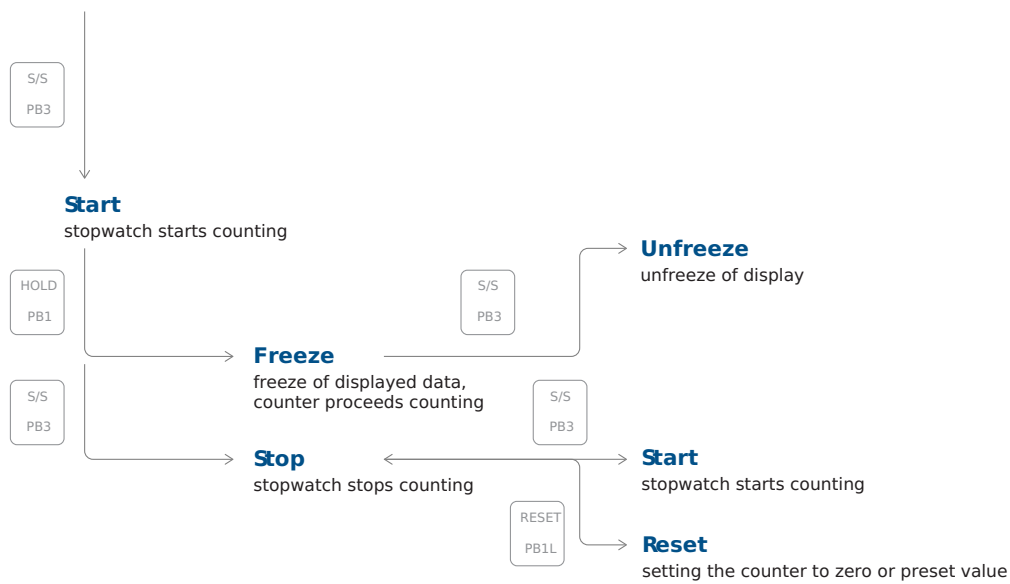 S/S
PB3
Start
stopwatch starts counting
HOLD
PB1
S/S
PB3
Unfreeze
unfreeze of display
Freeze
freeze of displayed data,
counter proceeds counting
S/S
PB3
S/S
PB3
Stop
stopwatch stops counting
Start
stopwatch starts counting
RESET
PB1L
Reset
setting the counter to zero or preset value